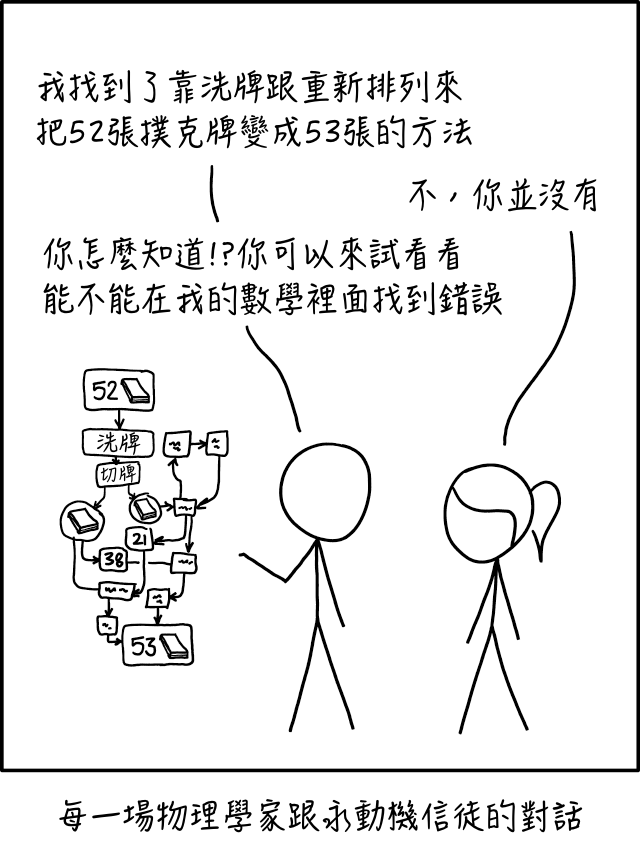 我找到了靠洗牌跟重新排列來
把52張撲克牌變成53張的方法
不，你並沒有
你怎麼知道!?你可以來試看看
能不能在我的數學裡面找到錯誤
52
洗牌
切牌
21
38
53
每一場物理學家跟永動機信徒的對話